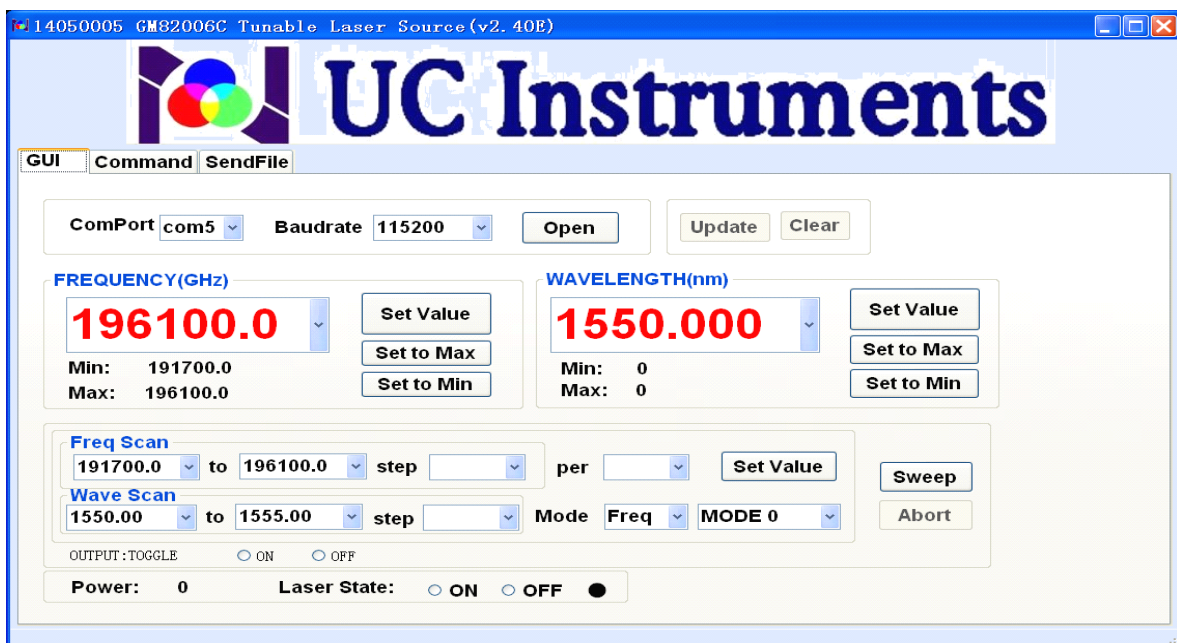 14050005 GM82006C Tunable Laser Source(v2.40E)
UC Instruments
GUI Command SendFile
ComPort com5 Baudrate 115200 Open Update Clear
FREQUENCY(GHz)
196100.0
Set Value
Set to Max
Set to Min
Min: 191700.0
Max: 196100.0
WAVELENGTH(nm)
1550.000
Set Value
Set to Max
Set to Min
Min: 0
Max: 0
Freq Scan
191700.0 to 196100.0 step per Set Value
Wave Scan
1550.00 to 1555.00 step Mode Freq MODE 0
Sweep
Abort
OUTPUT:TOGGLE ON OFF
Power: 0 Laser State: ON OFF